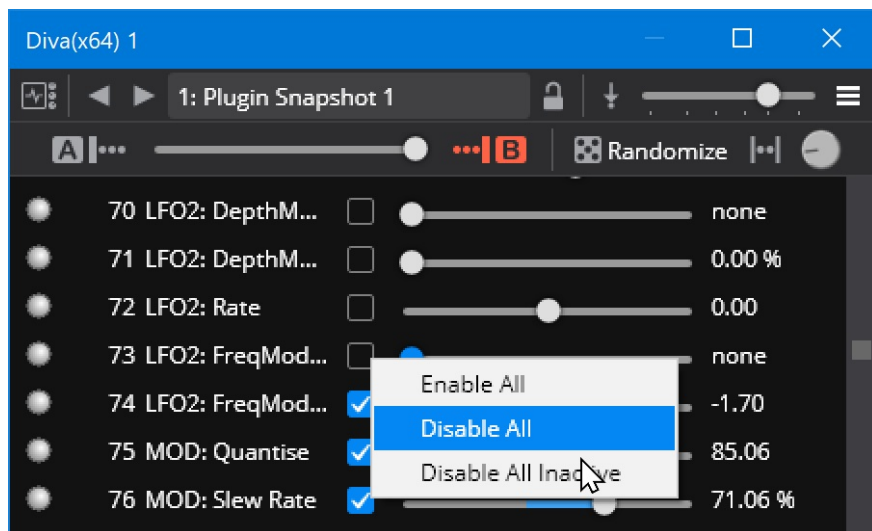 Diva(x64) 1
1: Plugin Snapshot 1
A B Randomize
70 LFO2: DepthM... none
71 LFO2: DepthM... 0.00 %
72 LFO2: Rate 0.00
73 LFO2: FreqMod... none
Enable All
74 LFO2: FreqMod... -1.70
Disable All
75 MOD: Quantise 85.06
Disable All Inactive
76 MOD: Slew Rate 71.06 %